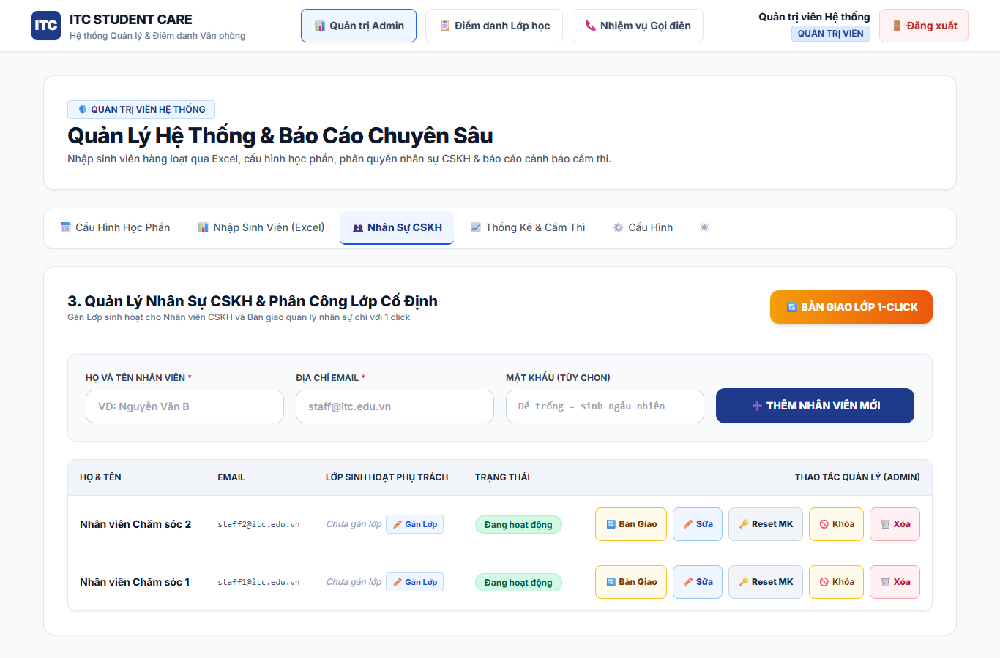 ITC
ITC STUDENT CARE
Hệ thống Quản lý & Điểm danh Văn phòng
Quản trị Admin
Điểm danh Lớp học
Nhiệm vụ Gọi điện
Quản trị viên Hệ thống
QUẢN TRỊ VIÊN
Đăng xuất
QUẢN TRỊ VIÊN HỆ THỐNG
Quản Lý Hệ Thống & Báo Cáo Chuyên Sâu
Nhập sinh viên hàng loạt qua Excel, cấu hình học phần, phân quyền nhân sự CSKH & báo cáo cảnh báo cấm thi.
Cấu Hình Học Phần
Nhập Sinh Viên (Excel)
Nhân Sự CSKH
Thống Kê & Cấm Thi
Cấu Hình
3. Quản Lý Nhân Sự CSKH & Phân Công Lớp Cố Định
Gán Lớp sinh hoạt cho Nhân viên CSKH và Bàn giao quản lý nhân sự chỉ với 1 click
BÀN GIAO LỚP 1-CLICK
HỌ VÀ TÊN NHÂN VIÊN *
ĐỊA CHỈ EMAIL *
MẬT KHẨU (TÙY CHỌN)
VD: Nguyễn Văn B
staff@itc.edu.vn
Để trống = sinh ngẫu nhiên
THÊM NHÂN VIÊN MỚI
HỌ & TÊN
EMAIL
LỚP SINH HOẠT PHỤ TRÁCH
TRẠNG THÁI
THAO TÁC QUẢN LÝ (ADMIN)
Nhân viên Chăm sóc 2
staff2@itc.edu.vn
Chưa gán lớp
Gán Lớp
Đang hoạt động
Bàn Giao
Sửa
Reset MK
Khóa
Xóa
Nhân viên Chăm sóc 1
staff1@itc.edu.vn
Chưa gán lớp
Gán Lớp
Đang hoạt động
Bàn Giao
Sửa
Reset MK
Khóa
Xóa